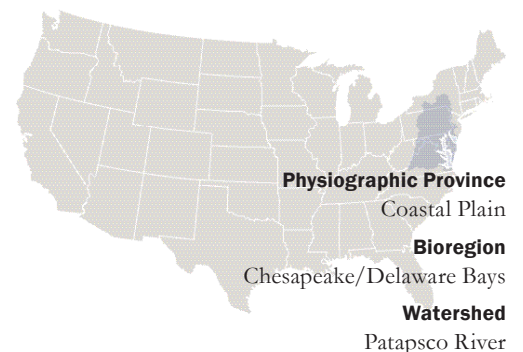 Physiographic Province
Coastal Plain
Bioregion
Chesapeake/Delaware Bays
Watershed
Patapsco River